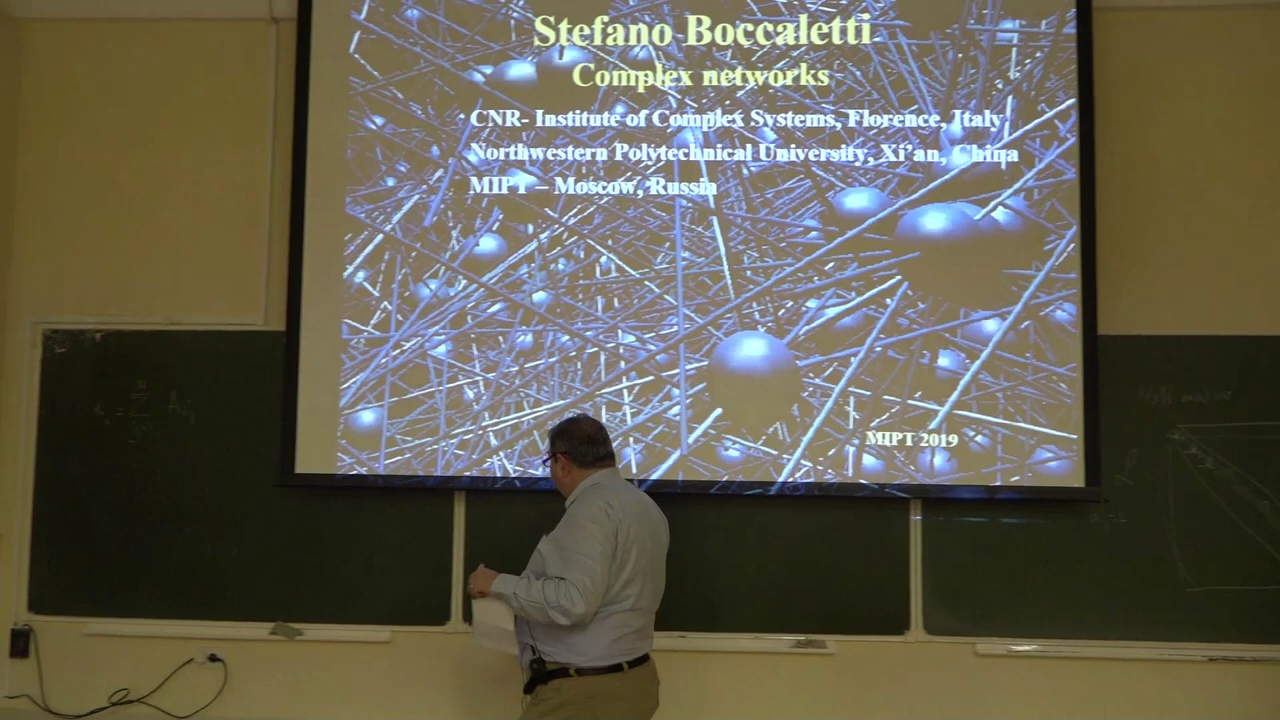 Stefano Boccaletti
Complex networks
CNR- Institute of Complex Systems, Florence, Italy
Northwestern Polytechnical University, Xi’an, China
MIPT – Moscow, Russia
MIPT 2019